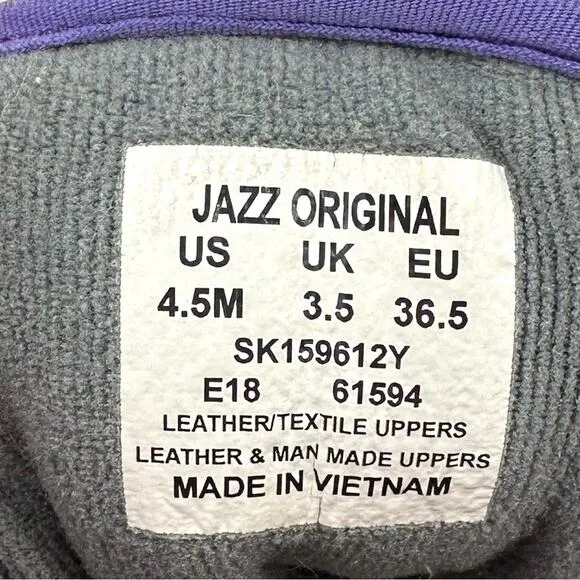 JAZZ ORIGINAL
US UK EU
4.5M 3.5 36.5
SK159612Y
E18 61594
LEATHER/TEXTILE UPPERS
LEATHER & MAN MADE UPPERS
MADE IN VIETNAM